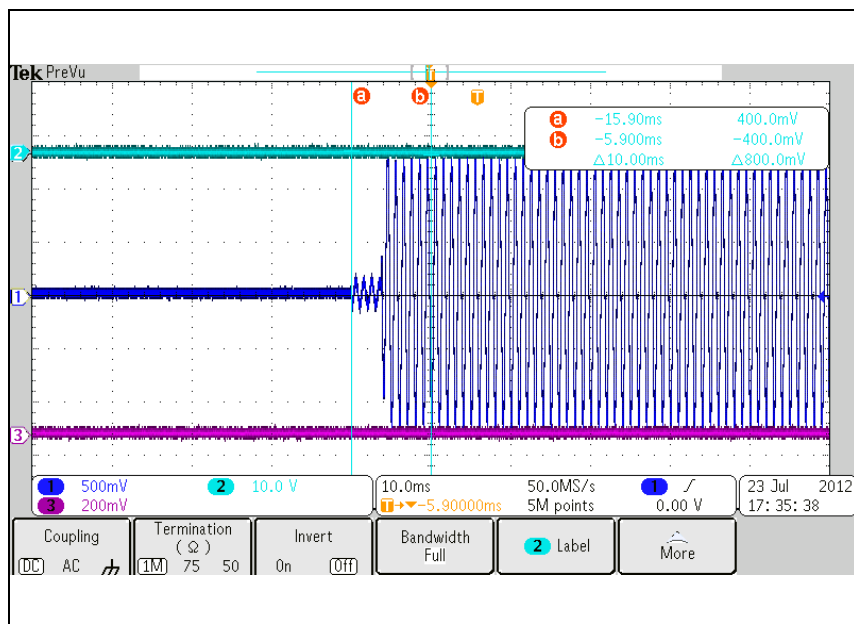 Tek PreVu
T
a b T
a −15.90ms 400.0mV
b −5.900ms −400.0mV
△10.00ms △800.0mV
2
1
3
1 500mV 2 10.0 V
3 200mV
10.0ms 50.0MS/s
T→▼−5.90000ms 5M points
1 0.00 V
23 Jul 2012
17:35:38
Coupling
DC AC
Termination
(Ω)
1M 75 50
Invert
On Off
Bandwidth
Full
2 Label
More